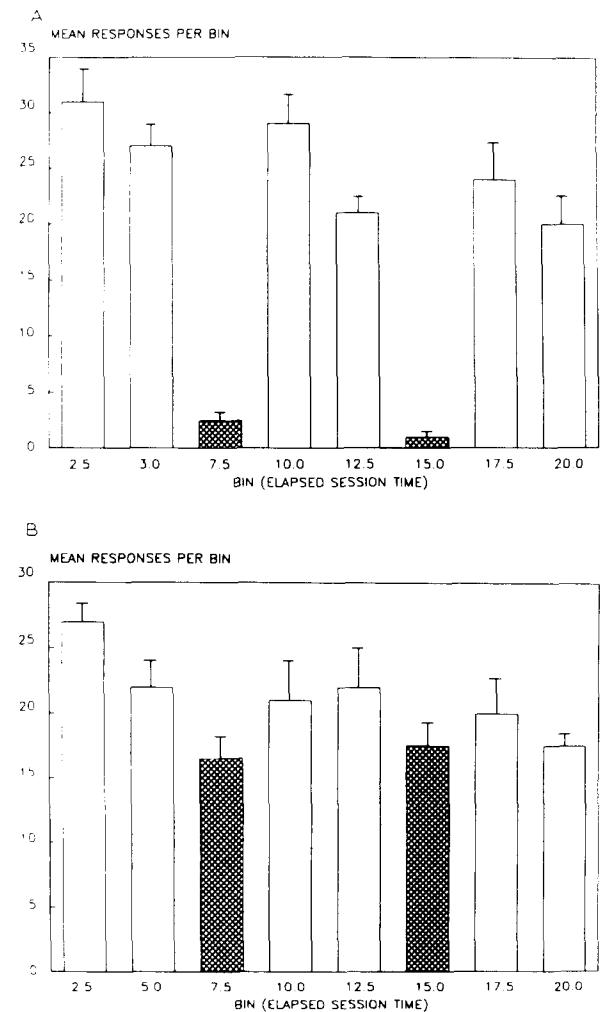 A
MEAN RESPONSES PER BIN
35
30
25
20
15
10
5
0
2.5 3.0 7.5 10.0 12.5 15.0 17.5 20.0
BIN (ELAPSED SESSION TIME)
B
MEAN RESPONSES PER BIN
30
25
20
15
10
5
0
2.5 5.0 7.5 10.0 12.5 15.0 17.5 20.0
BIN (ELAPSED SESSION TIME)